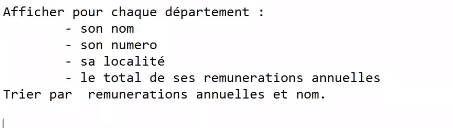 Afficher pour chaque département :
- son nom
- son numero
- sa localité
- le total de ses remunerations annuelles
Trier par  remunerations annuelles et nom.